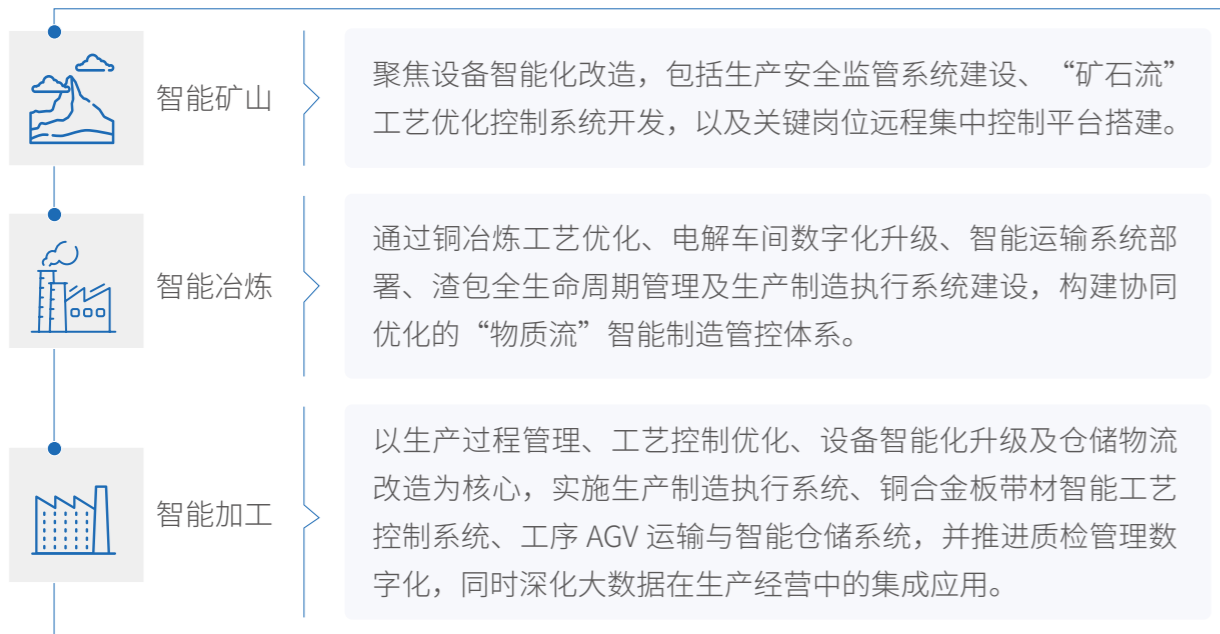 智能矿山
聚焦设备智能化改造，包括生产安全监管系统建设、“矿石流”
工艺优化控制系统开发，以及关键岗位远程集中控制平台搭建。
智能冶炼
通过铜冶炼工艺优化、电解车间数字化升级、智能运输系统部
署、渣包全生命周期管理及生产制造执行系统建设，构建协同
优化的“物质流”智能制造管控体系。
智能加工
以生产过程管理、工艺控制优化、设备智能化升级及仓储物流
改造为核心，实施生产制造执行系统、铜合金板带材智能工艺
控制系统、工序 AGV 运输与智能仓储系统，并推进质检管理数
字化，同时深化大数据在生产经营中的集成应用。